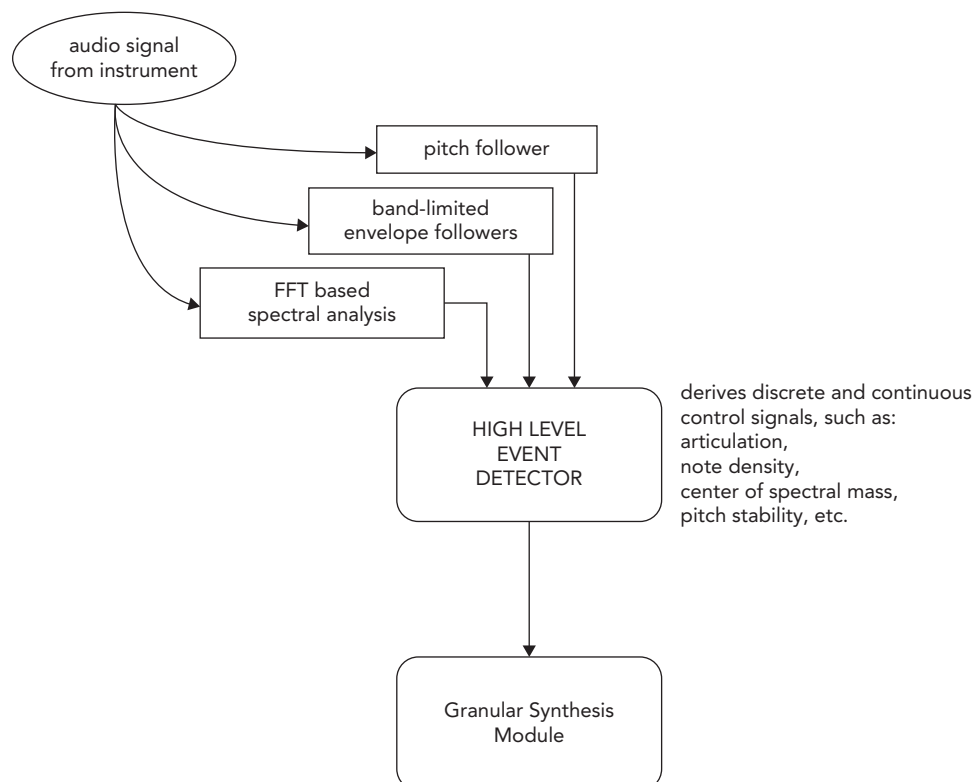 audio signal
from instrument
pitch follower
band-limited
envelope followers
FFT based
spectral analysis
HIGH LEVEL
EVENT
DETECTOR
derives discrete and continuous
control signals, such as:
articulation,
note density,
center of spectral mass,
pitch stability, etc.
Granular Synthesis
Module